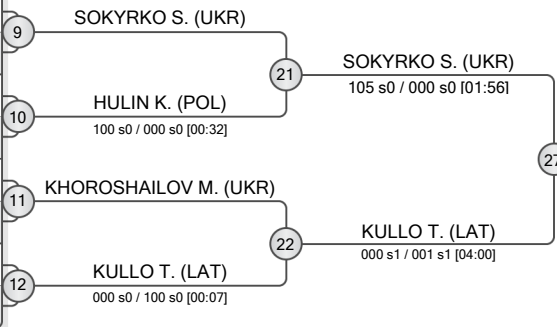 9
SOKYRKO S. (UKR)
21
SOKYRKO S. (UKR)
105 s0 / 000 s0 [01:56]
10
HULIN K. (POL)
100 s0 / 000 s0 [00:32]
27
11
KHOROSHAILOV M. (UKR)
22
KULLO T. (LAT)
000 s1 / 001 s1 [04:00]
12
KULLO T. (LAT)
000 s0 / 100 s0 [00:07]